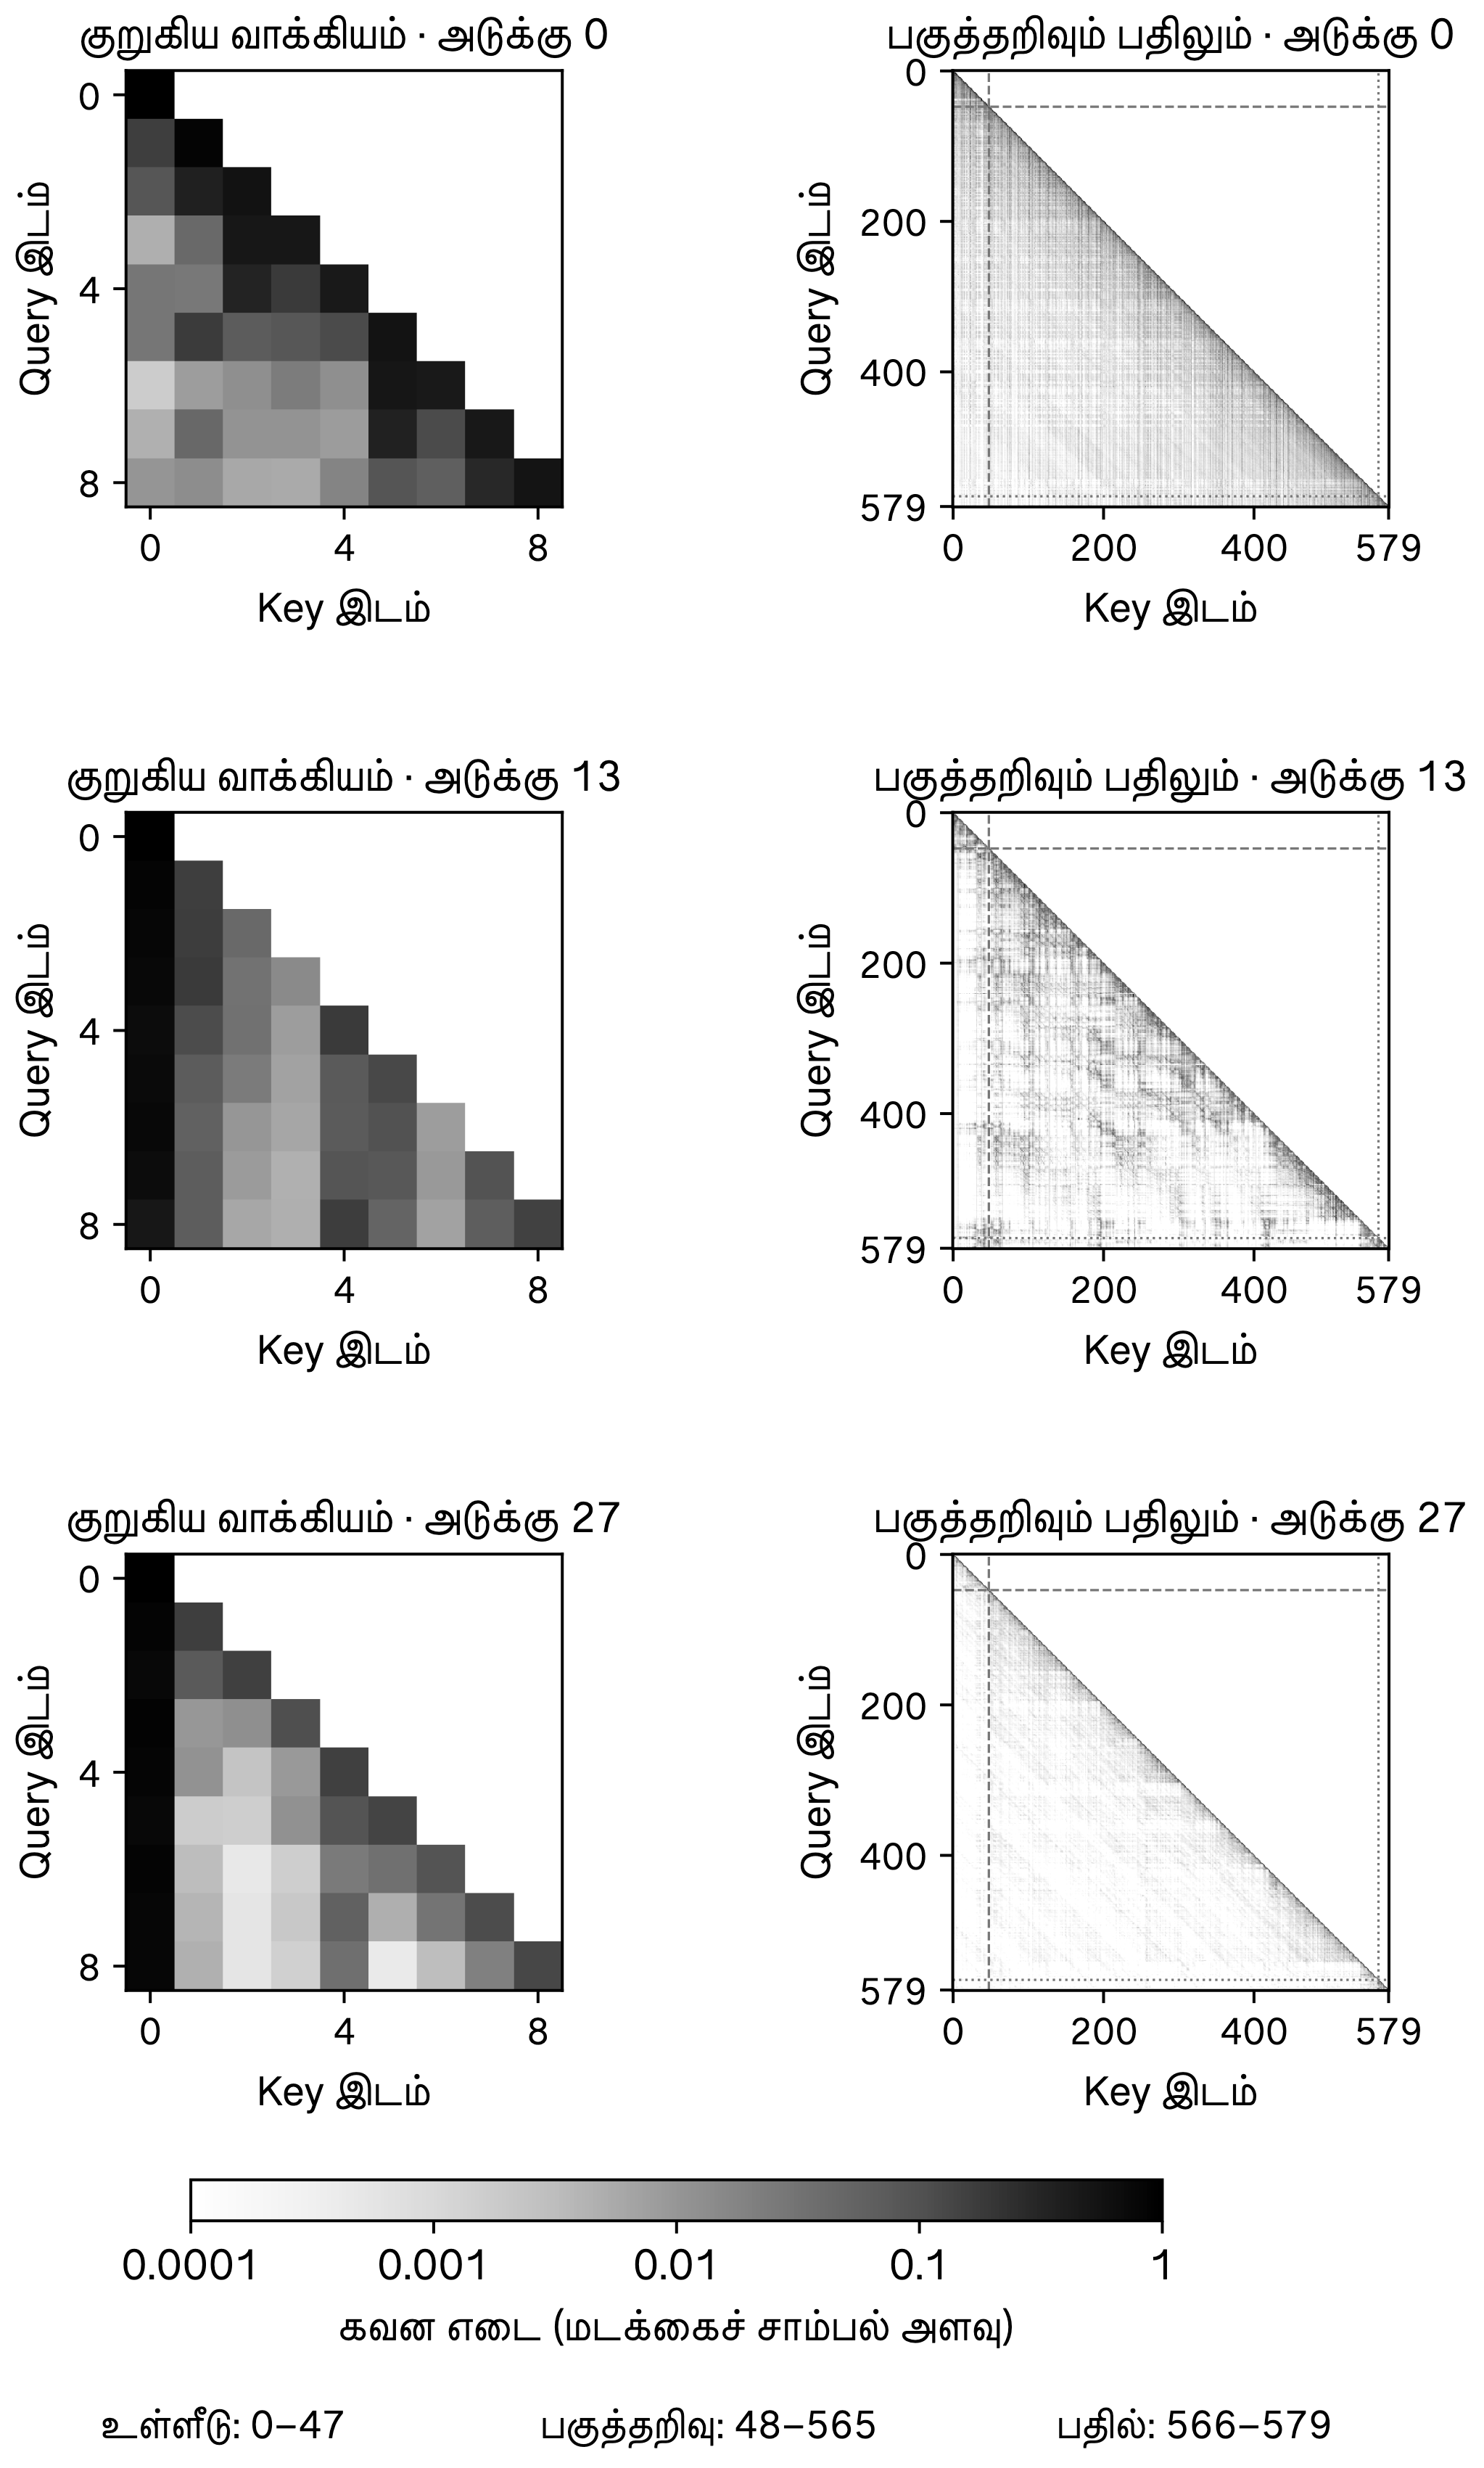 குறுகிய வாக்கியம் · அடுக்கு 0
பகுத்தறிவும் பதிலும் · அடுக்கு 0
0
4
8
Query இடம்
0 4 8
Key இடம்
0
200
400
579
Query இடம்
0 200 400 579
Key இடம்
குறுகிய வாக்கியம் · அடுக்கு 13
பகுத்தறிவும் பதிலும் · அடுக்கு 13
0
4
8
Query இடம்
0 4 8
Key இடம்
0
200
400
579
Query இடம்
0 200 400 579
Key இடம்
குறுகிய வாக்கியம் · அடுக்கு 27
பகுத்தறிவும் பதிலும் · அடுக்கு 27
0
4
8
Query இடம்
0 4 8
Key இடம்
0
200
400
579
Query இடம்
0 200 400 579
Key இடம்
0.0001 0.001 0.01 0.1 1
கவன எடை (மடக்கைச் சாம்பல் அளவு)
உள்ளீடு: 0–47 பகுத்தறிவு: 48–565 பதில்: 566–579